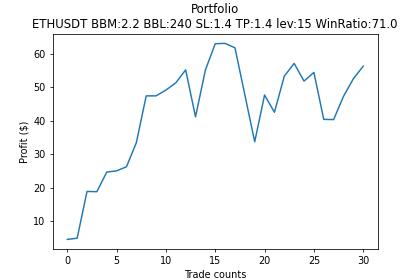 Portfolio
ETHUSDT BBM:2.2 BBL:240 SL:1.4 TP:1.4 lev:15 WinRatio:71.0
Profit ($)
60
50
40
30
20
10
0 5 10 15 20 25 30
Trade counts